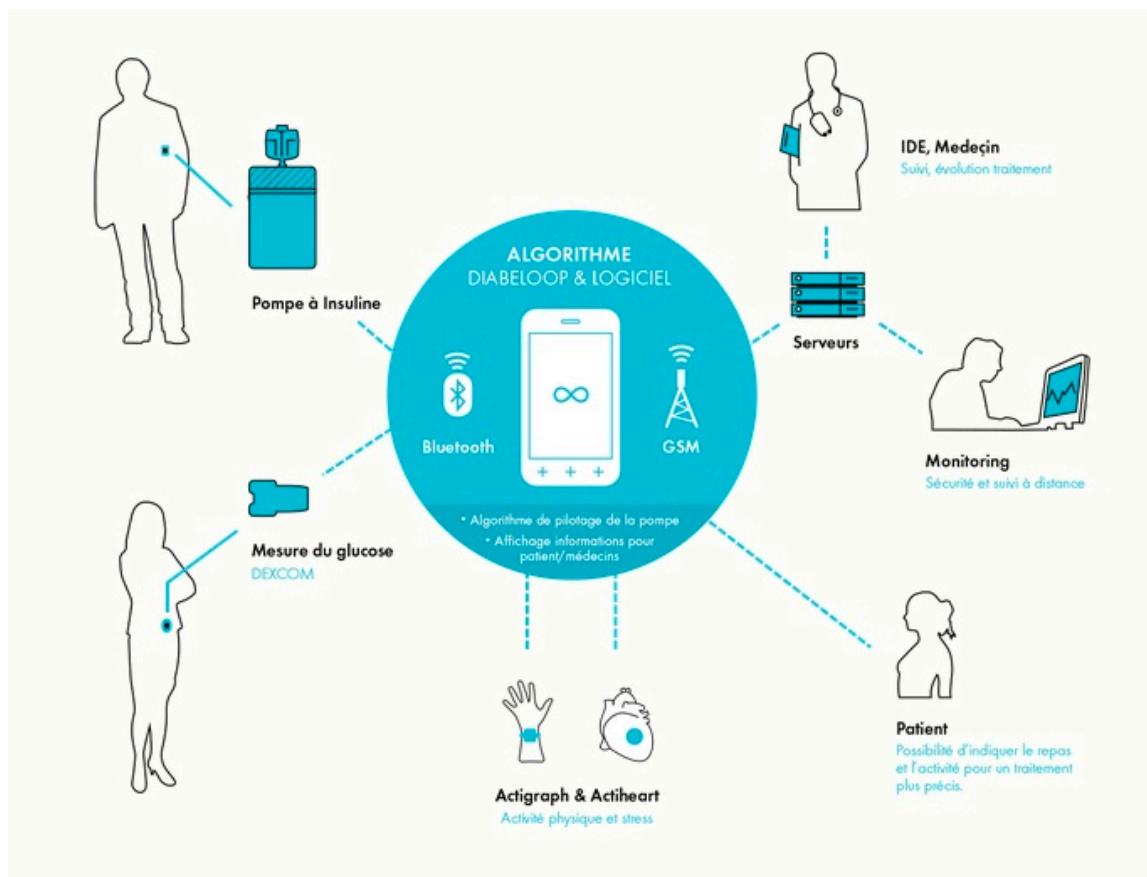 IDE, Medeçin
Suivi, évolution traitement
ALGORITHME
DIABELOOP & LOGICIEL
Pompe à Insuline
Serveurs
Bluetooth
GSM
Monitoring
Sécurité et suivi à distance
• Algorithme de pilotage de la pompe
• Affichage informations pour
patient/médecins
Mesure du glucose
DEXCOM
Patient
Possibilité d'indiquer le repas
et l'activité pour un traitement
plus précis.
Actigraph & Actiheart
Activité physique et stress